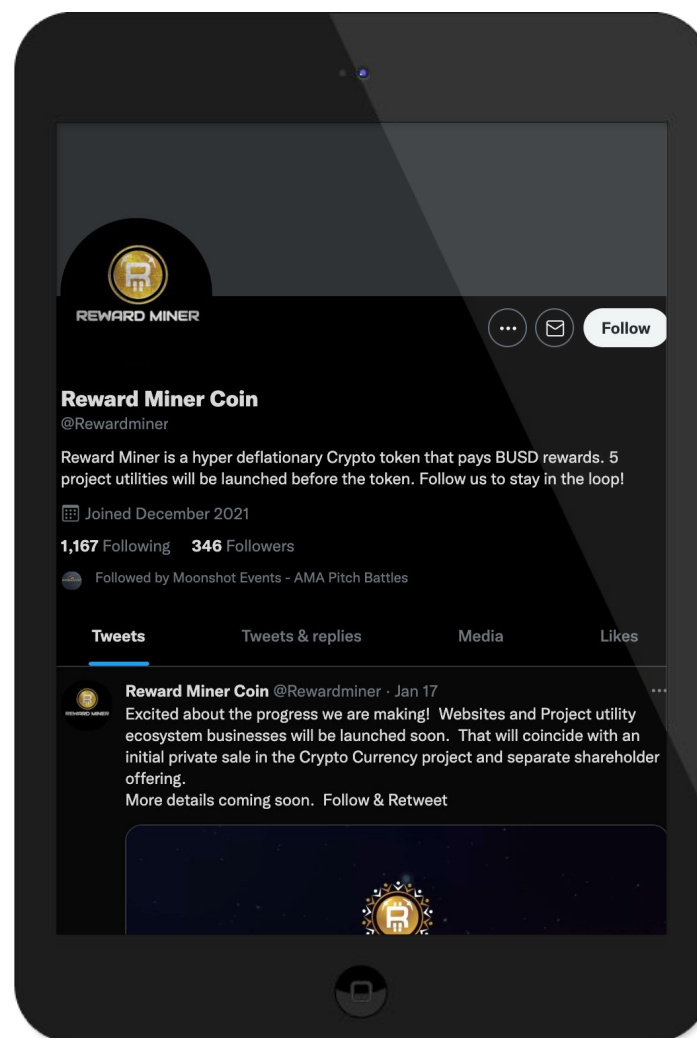 REWARD MINER
Follow
Reward Miner Coin
@Rewardminer
Reward Miner is a hyper deflationary Crypto token that pays BUSD rewards. 5
project utilities will be launched before the token. Follow us to stay in the loop!
Joined December 2021
1,167 Following 346 Followers
Followed by Moonshot Events - AMA Pitch Battles
Tweets Tweets & replies Media Likes
REWARD MINER
Reward Miner Coin @Rewardminer · Jan 17
Excited about the progress we are making! Websites and Project utility
ecosystem businesses will be launched soon. That will coincide with an
initial private sale in the Crypto Currency project and separate shareholder
offering.
More details coming soon. Follow & Retweet